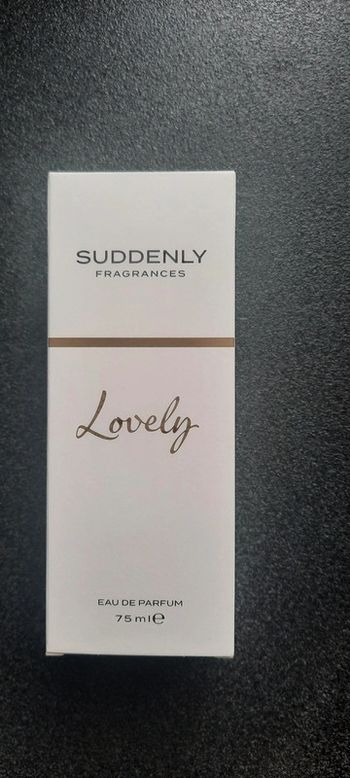 SUDDENLY
FRAGRANCES
Lovely
EAU DE PARFUM
75 ml ℮